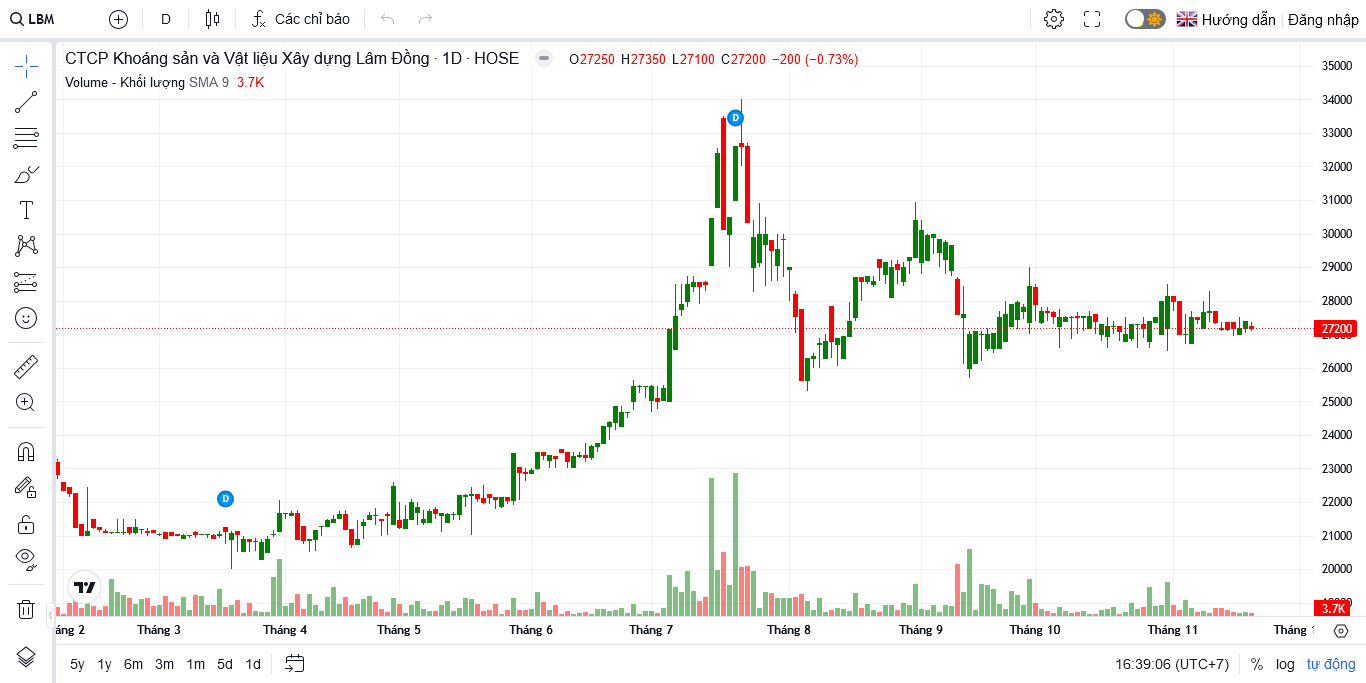 LBM D Các chỉ báo Hướng dẫn Đăng nhập
CTCP Khoáng sản và Vật liệu Xây dựng Lâm Đồng · 1D · HOSE O27250 H27350 L27100 C27200 −200 (−0.73%)
Volume - Khối lượng SMA 9 3.7K
35000
34000
D
33000
32000
31000
30000
29000
28000
27200
26000
25000
24000
23000
D
22000
21000
20000
3.7K
Tháng 3 Tháng 4 Tháng 5 Tháng 6 Tháng 7 Tháng 8 Tháng 9 Tháng 10 Tháng 11
5y 1y 6m 3m 1m 5d 1d 16:39:06 (UTC+7) % log tự động